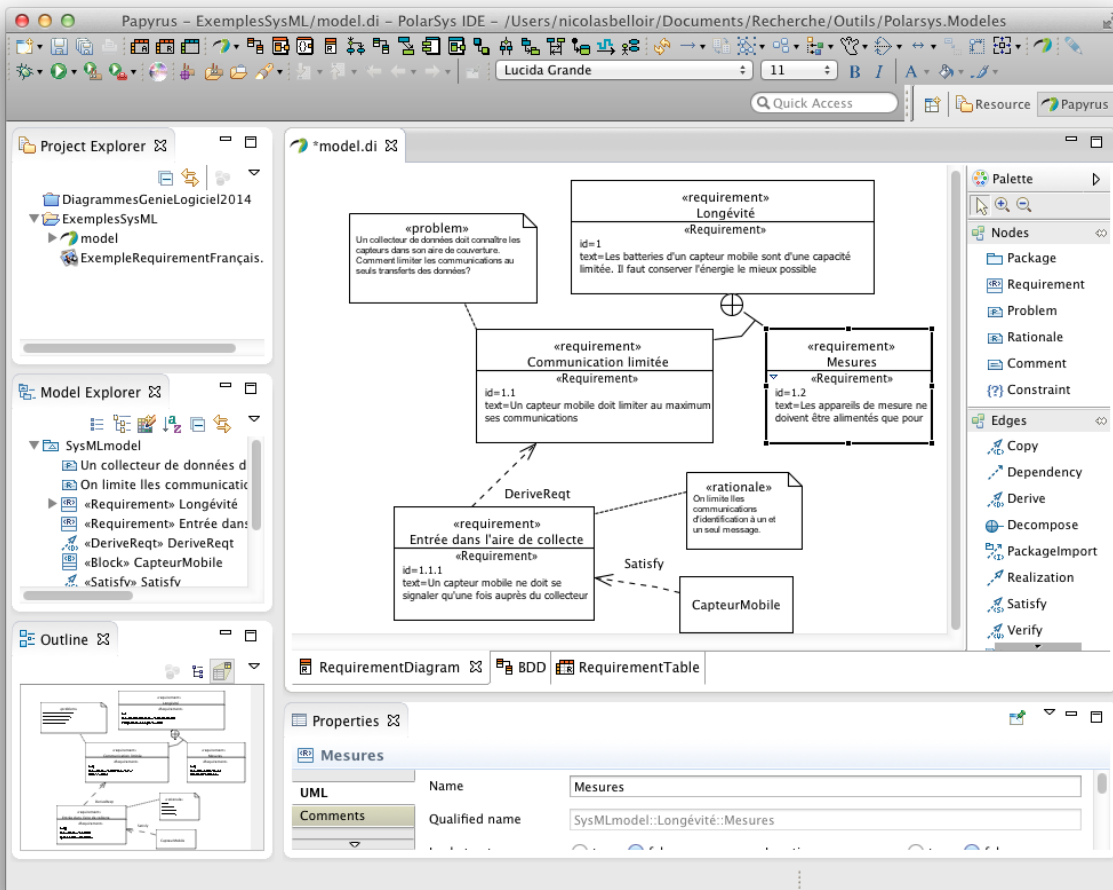 Papyrus – ExemplesSysML/model.di – PolarSys IDE – /Users/nicolasbelloir/Documents/Recherche/Outils/Polarsys.Modeles
Lucida Grande
11
B I A
Quick Access
Resource
Papyrus
Project Explorer
DiagrammesGenieLogiciel2014
ExemplesSysML
model
ExempleRequirementFrançais.
Model Explorer
SysMLmodel
Un collecteur de données d
On limite lles communicatic
«Requirement» Longévité
«Requirement» Entrée dans
«DeriveReqt» DeriveReqt
«Block» CapteurMobile
«Satisfy» Satisfy
Outline
*model.di
«problem»
Un collecteur de données doit connaître les
capteurs dans son aire de couverture.
Comment limiter les communications au
seuls transferts des données?
«requirement»
Longévité
«Requirement»
id=1
text=Les batteries d'un capteur mobile sont d'une capacité
limitée. Il faut conserver l'énergie le mieux possible
«requirement»
Communication limitée
«Requirement»
id=1.1
text=Un capteur mobile doit limiter au maximum
ses communications
«requirement»
Mesures
«Requirement»
id=1.2
text=Les appareils de mesure ne
doivent être alimentés que pour
DeriveReqt
«rationale»
On limite lles
communications
d'identification à un et
un seul message.
«requirement»
Entrée dans l'aire de collecte
«Requirement»
id=1.1.1
text=Un capteur mobile ne doit se
signaler qu'une fois auprès du collecteur
Satisfy
CapteurMobile
Palette
Nodes
Package
Requirement
Problem
Rationale
Comment
Constraint
Edges
Copy
Dependency
Derive
Decompose
PackageImport
Realization
Satisfy
Verify
RequirementDiagram
BDD
RequirementTable
Properties
Mesures
UML
Comments
Name
Mesures
Qualified name
SysMLmodel::Longévité::Mesures